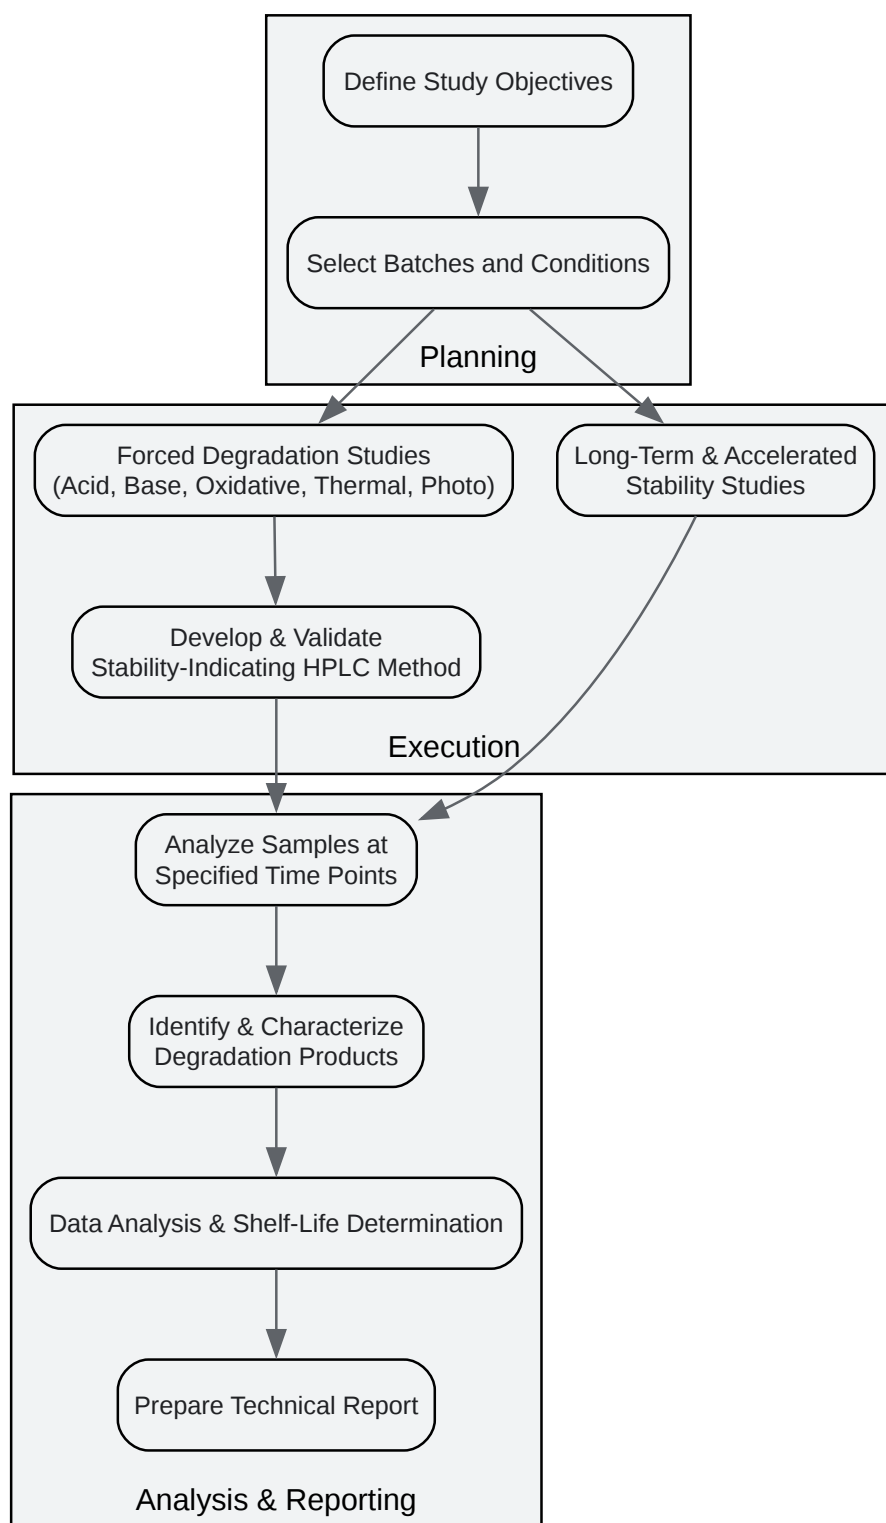 Define Study Objectives
Select Batches and Conditions
Planning
Forced Degradation Studies
(Acid, Base, Oxidative, Thermal, Photo)
Long-Term & Accelerated
Stability Studies
Develop & Validate
Stability-Indicating HPLC Method
Execution
Analyze Samples at
Specified Time Points
Identify & Characterize
Degradation Products
Data Analysis & Shelf-Life Determination
Prepare Technical Report
Analysis & Reporting